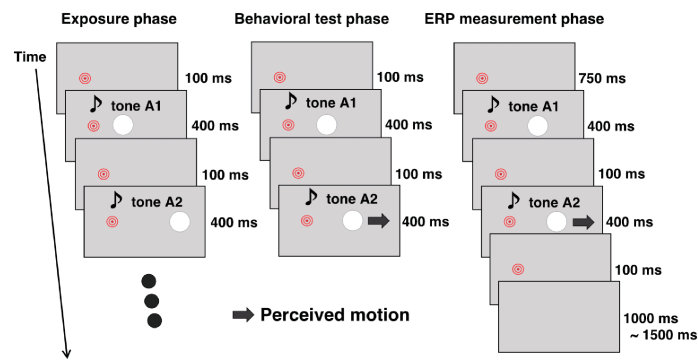 Exposure phase
Behavioral test phase
ERP measurement phase
Time
100 ms
tone A1
400 ms
100 ms
tone A2
400 ms
100 ms
tone A1
400 ms
100 ms
tone A2
400 ms
750 ms
tone A1
400 ms
100 ms
tone A2
400 ms
100 ms
1000 ms
~ 1500 ms
Perceived motion